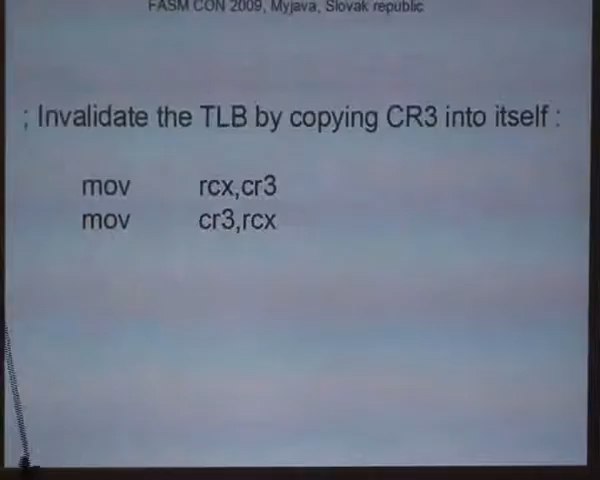 FASM CON 2009, Myjava, Slovak republic
; Invalidate the TLB by copying CR3 into itself :
mov rcx,cr3
mov cr3,rcx